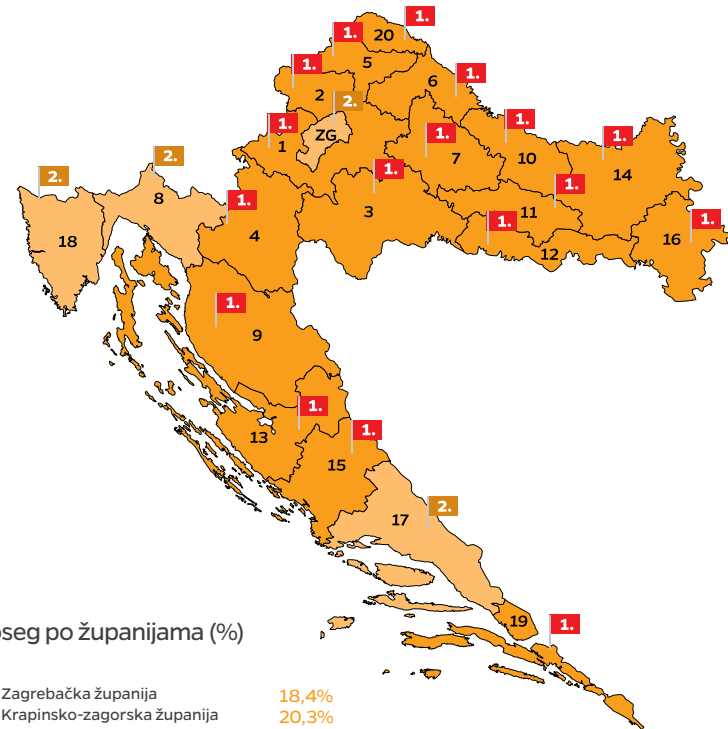 1.
1. 20
5
1. 6 1.
2 2.
1. ZG 1. 1. 1.
1 7 10 14
2. 2. 1. 1.
8 1. 3 11 1.
18 4 1. 16
12
1.
9
1.
13 1.
15
2.
17
19 1.
oseg po županijama (%)
Zagrebačka županija 18,4%
Krapinsko-zagorska županija 20,3%